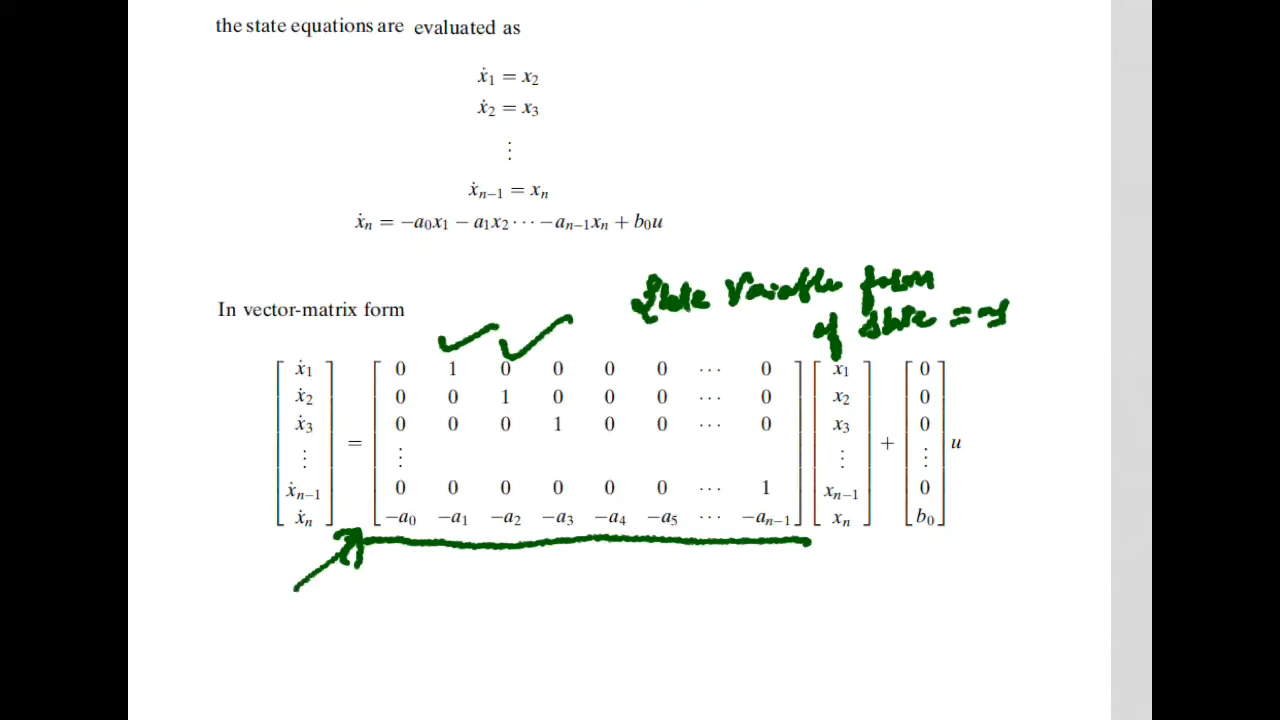 the state equations are evaluated as
ẋ₁ = x₂
ẋ₂ = x₃
⋮
ẋₙ₋₁ = xₙ
ẋₙ = −a₀x₁ − a₁x₂ ⋯ −aₙ₋₁xₙ + b₀u
State Variable form
of State =
In vector-matrix form
ẋ₁ 0 1 0 0 0 0 ⋯ 0 x₁ 0
ẋ₂ 0 0 1 0 0 0 ⋯ 0 x₂ 0
ẋ₃ 0 0 0 1 0 0 ⋯ 0 x₃ 0
⋮ = ⋮ ⋮ + ⋮ u
ẋₙ₋₁ 0 0 0 0 0 0 ⋯ 1 xₙ₋₁ 0
ẋₙ −a₀ −a₁ −a₂ −a₃ −a₄ −a₅ ⋯ −aₙ₋₁ xₙ b₀